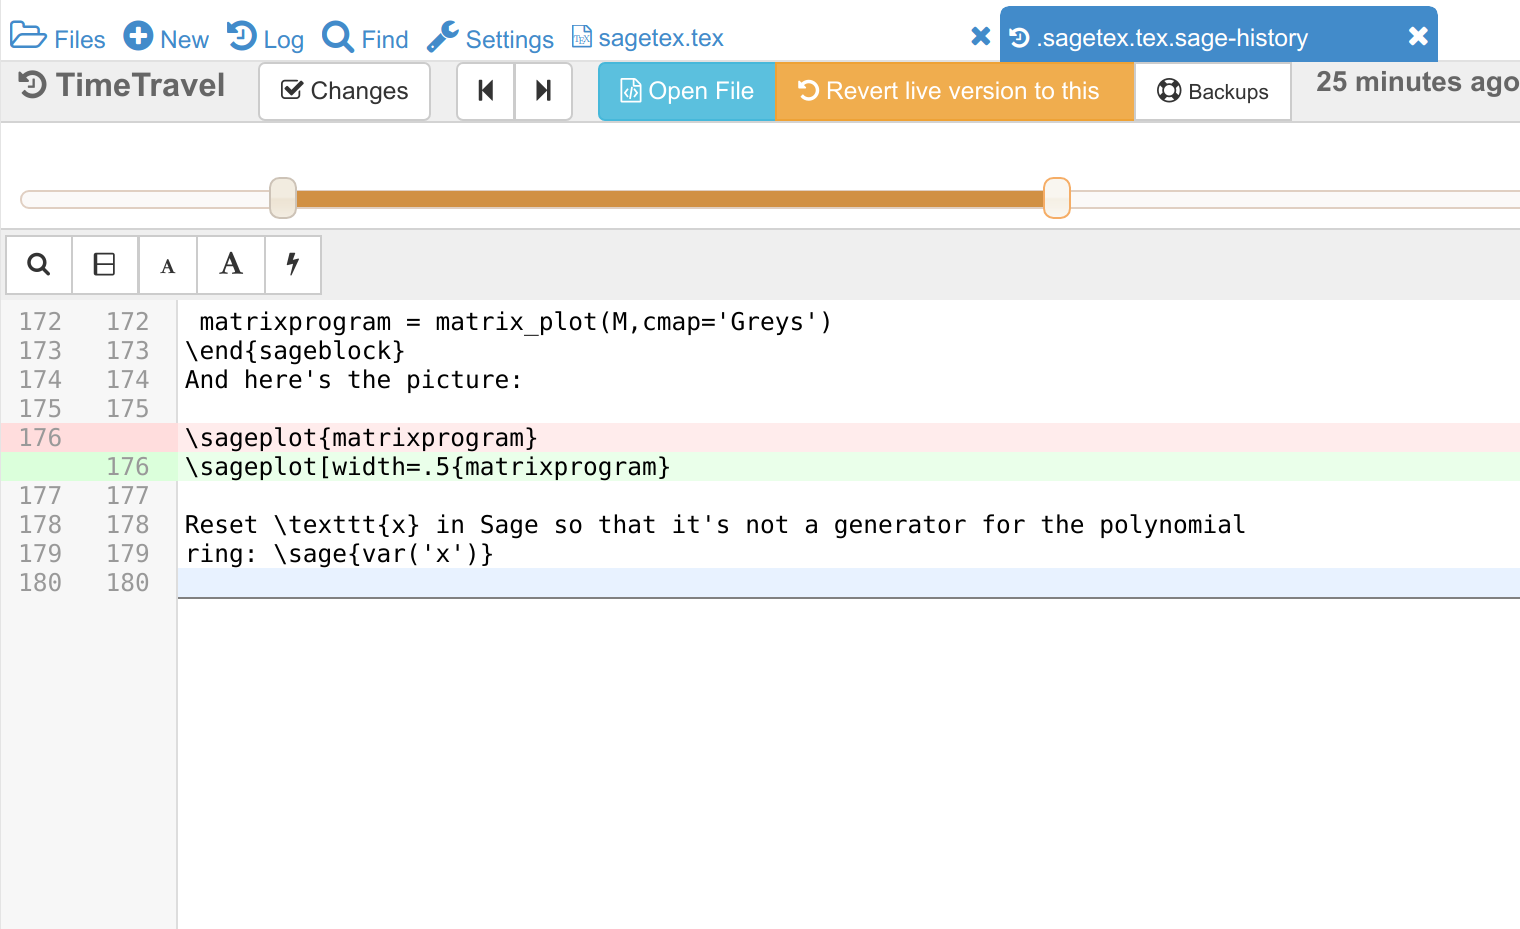 Files New Log Find Settings sagetex.tex .sagetex.tex.sage-history
TimeTravel Changes Open File Revert live version to this Backups 25 minutes ago
A A
172 172 matrixprogram = matrix_plot(M,cmap='Greys')
173 173 \end{sageblock}
174 174 And here's the picture:
175 175
176 \sageplot{matrixprogram}
176 \sageplot[width=.5{matrixprogram}
177 177
178 178 Reset \texttt{x} in Sage so that it's not a generator for the polynomial
179 179 ring: \sage{var('x')}
180 180